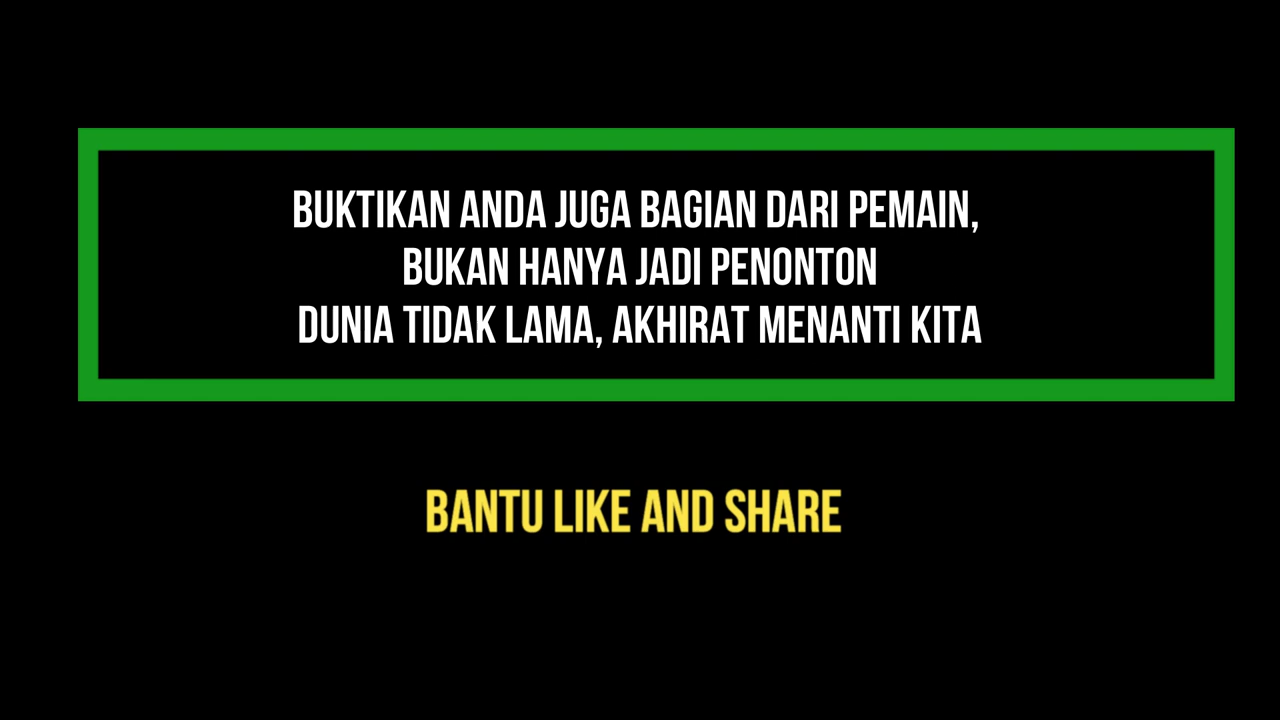 BUKTIKAN ANDA JUGA BAGIAN DARI PEMAIN,
BUKAN HANYA JADI PENONTON
DUNIA TIDAK LAMA, AKHIRAT MENANTI KITA
BANTU LIKE AND SHARE